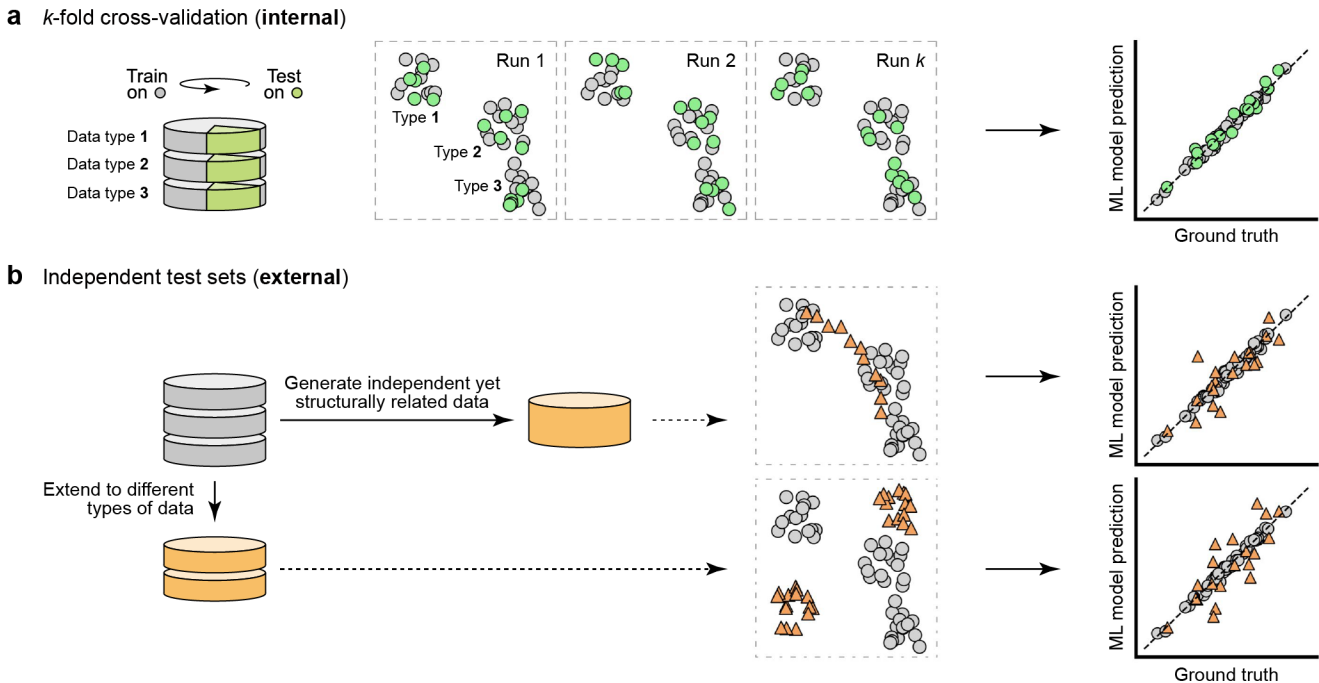 a k-fold cross-validation (internal)
Train on
Test on
Data type 1
Data type 2
Data type 3
Run 1
Type 1
Type 2
Type 3
Run 2
Run k
ML model prediction
Ground truth
b Independent test sets (external)
Generate independent yet
structurally related data
Extend to different
types of data
ML model prediction
ML model prediction
Ground truth